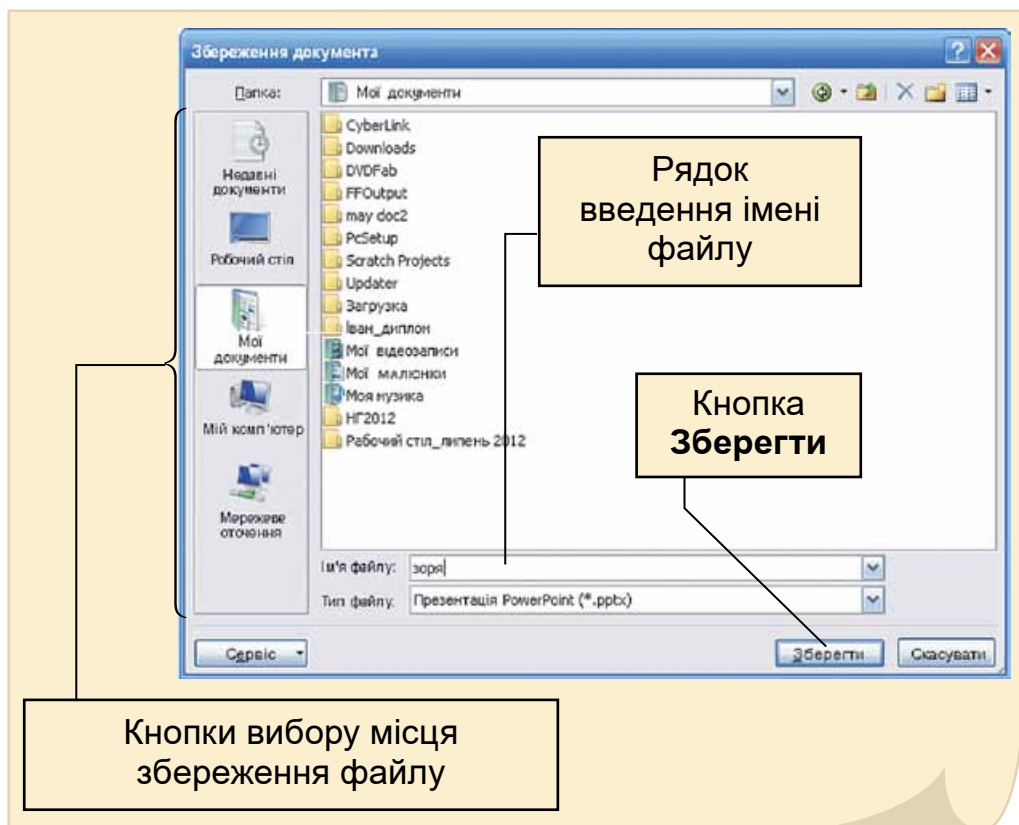 Збереження документа
Папка:
Мої документи
Недавні
документи
Робочий стіл
Мої
документи
Мій комп'ютер
Мережеве
оточення
CyberLink
Downloads
DVDFab
FFOutput
may doc2
PcSetup
Scratch Projects
Updater
Загрузка
Іван_диплом
Мої відеозаписи
Мої малюнки
Моя музика
НГ2012
Рабочий стіл_липень 2012
Рядок
введення імені
файлу
Кнопка
Зберегти
Ім'я файлу: зоря
Тип файлу: Презентація PowerPoint (*.pptx)
Сервіс
Зберегти
Скасувати
Кнопки вибору місця
збереження файлу